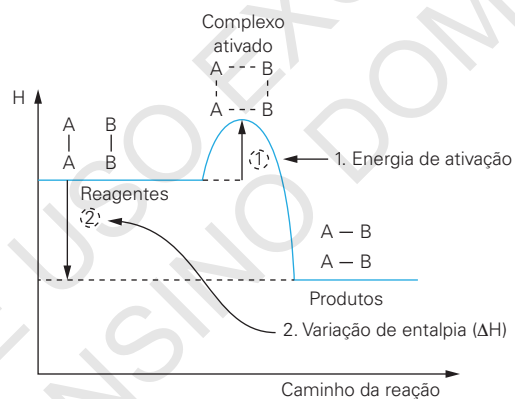 Complexo
ativado
A B
A B
H
A B
A B
1
1. Energia de ativação
Reagentes
2
A — B
A — B
Produtos
2. Variação de entalpia (ΔH)
Caminho da reação